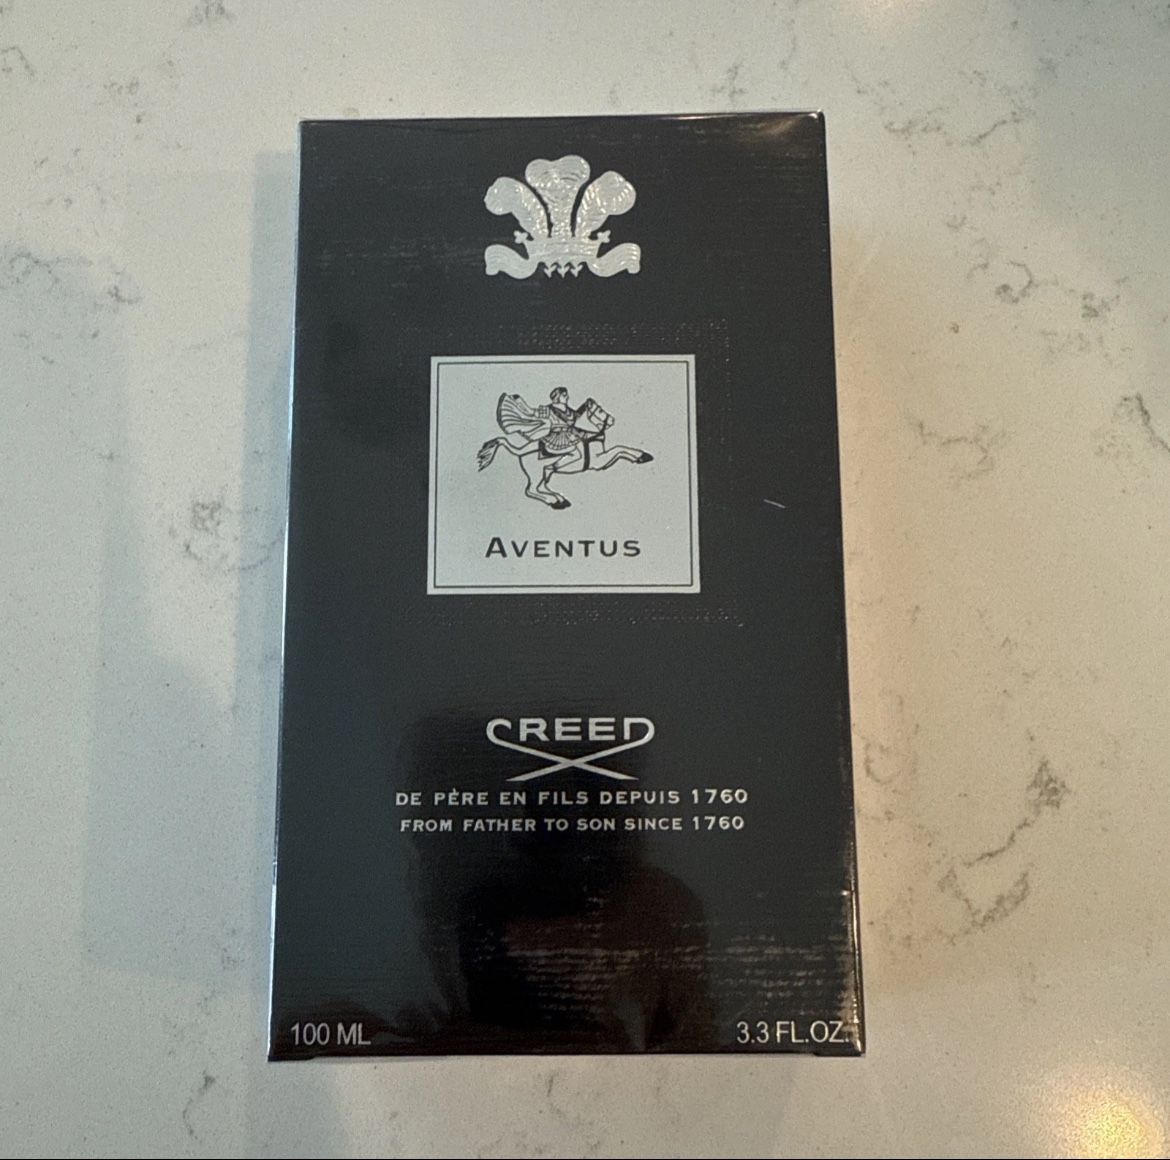 AVENTUS
CREED
DE PÈRE EN FILS DEPUIS 1760
FROM FATHER TO SON SINCE 1760
100 ML 3.3 FL.OZ.